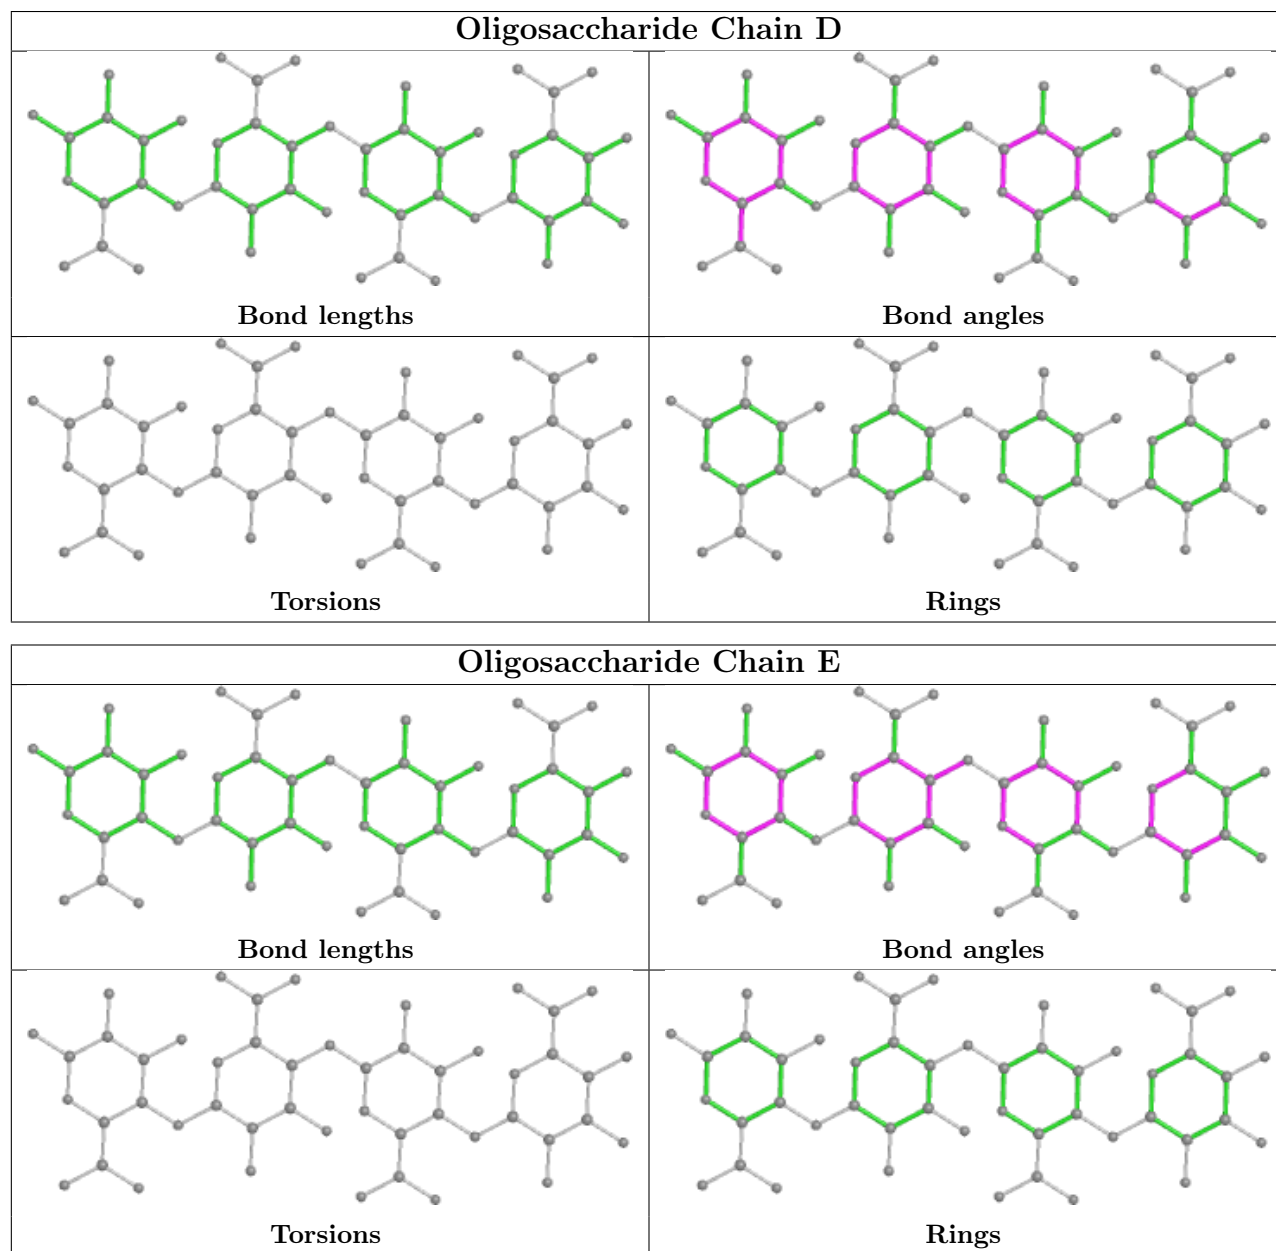 Oligosaccharide Chain D
Bond lengths
Bond angles
Torsions
Rings
Oligosaccharide Chain E
Bond lengths
Bond angles
Torsions
Rings